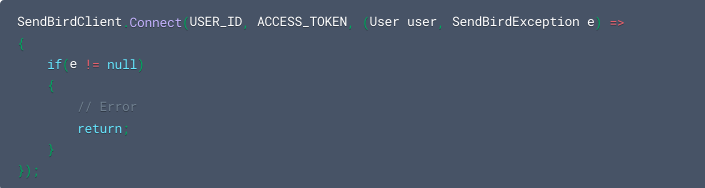 SendBirdClient.Connect(USER_ID, ACCESS_TOKEN, (User user, SendBirdException e) =>
{
    if(e != null)
    {
        // Error
        return;
    }
});